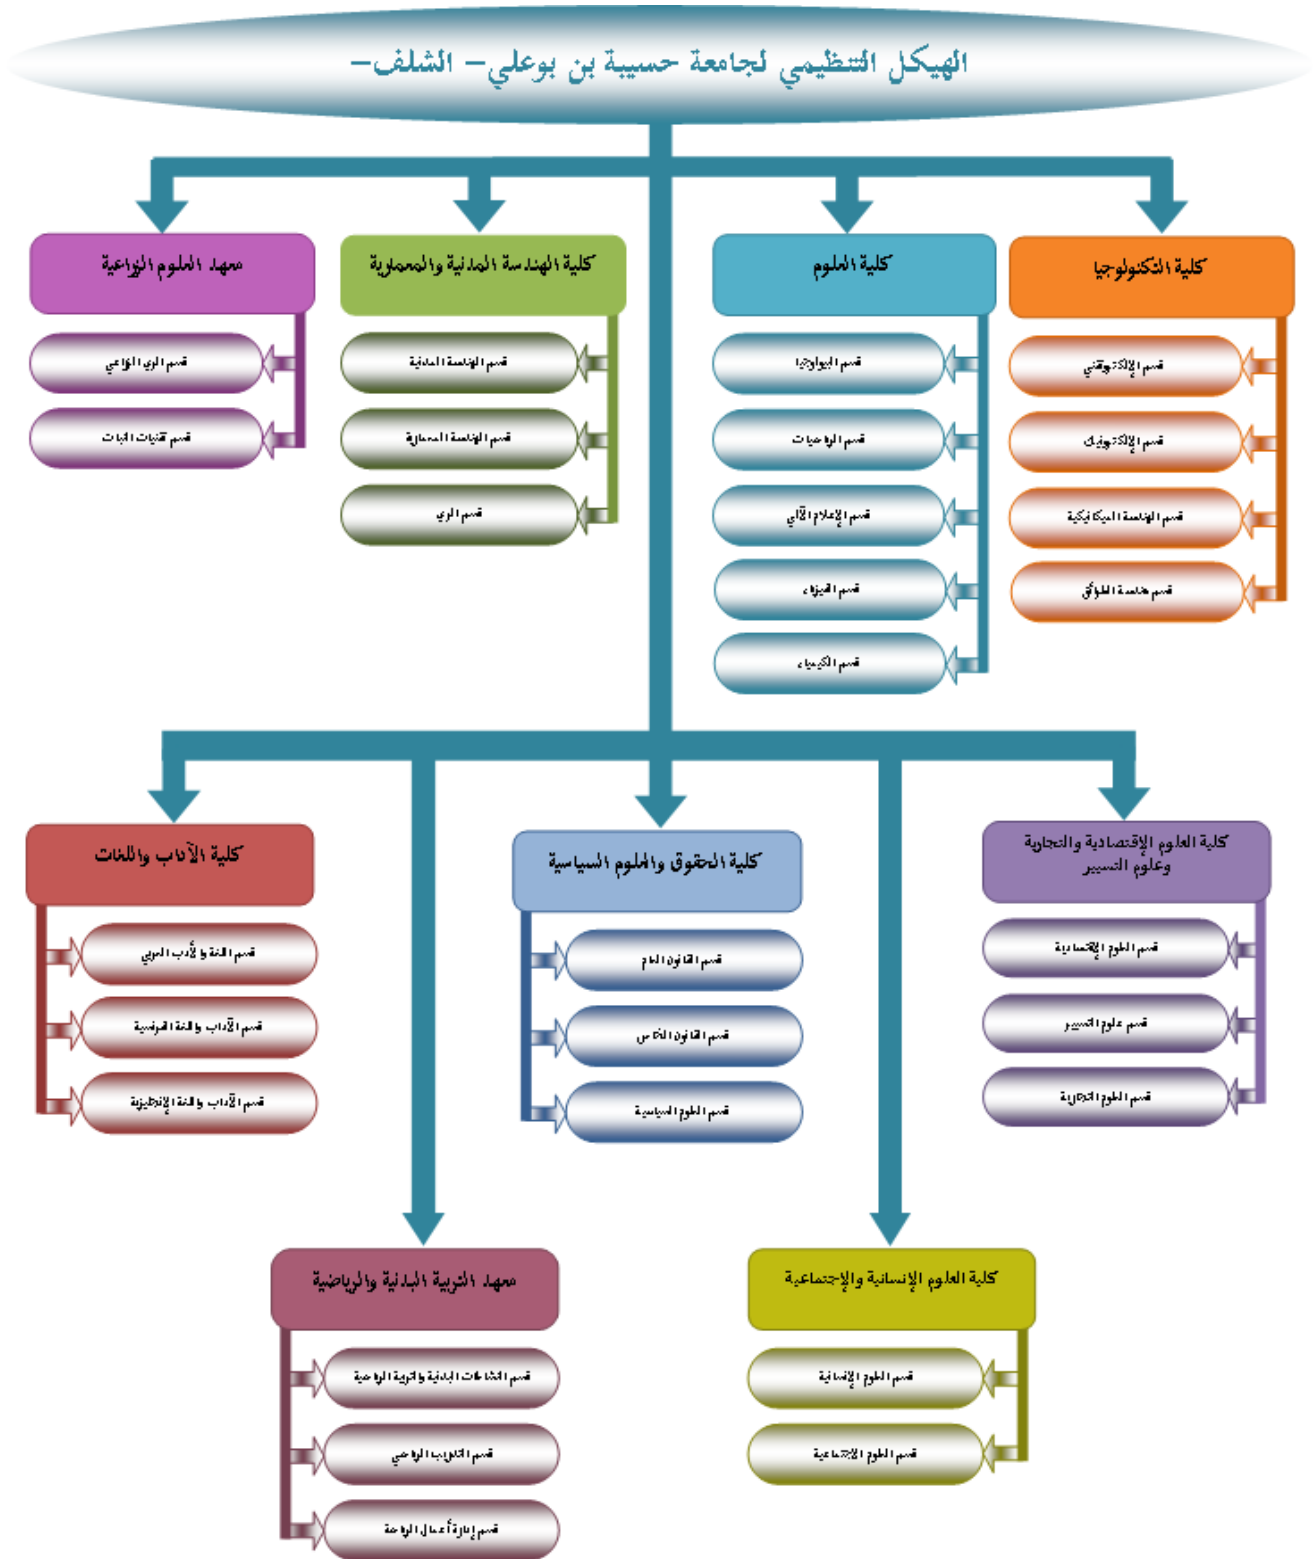 الهيكل التنظيمي لجامعة حسيبة بن بوعلي– الشلف–
كلية التكنولوجيا
قسم الإلكتروتقني
قسم الإلكترونيك
قسم الهندسة الميكانيكية
قسم هندسة الطرائق
كلية العلوم
قسم البيولوجيا
قسم الرياضيات
قسم الإعلام الآلي
قسم الفيزياء
قسم الكيمياء
كلية الهندسة المدنية والمعمارية
قسم الهندسة المدنية
قسم الهندسة المعمارية
قسم الري
معهد العلوم الزراعية
قسم الري الزراعي
قسم تقنيات النبات
كلية العلوم الإقتصادية والتجارية
وعلوم التسيير
قسم العلوم الإقتصادية
قسم علوم التسيير
قسم العلوم التجارية
كلية الحقوق والعلوم السياسية
قسم القانون العام
قسم القانون الخاص
قسم العلوم السياسية
كلية الآداب واللغات
قسم اللغة والأدب العربي
قسم الآداب واللغة الفرنسية
قسم الآداب واللغة الإنجليزية
كلية العلوم الإنسانية والإجتماعية
قسم العلوم الإنسانية
قسم العلوم الاجتماعية
معهد التربية البدنية والرياضية
قسم النشاطات البدنية والتربية الرياضية
قسم التدريب الرياضي
قسم إدارة أعمال الرياضة